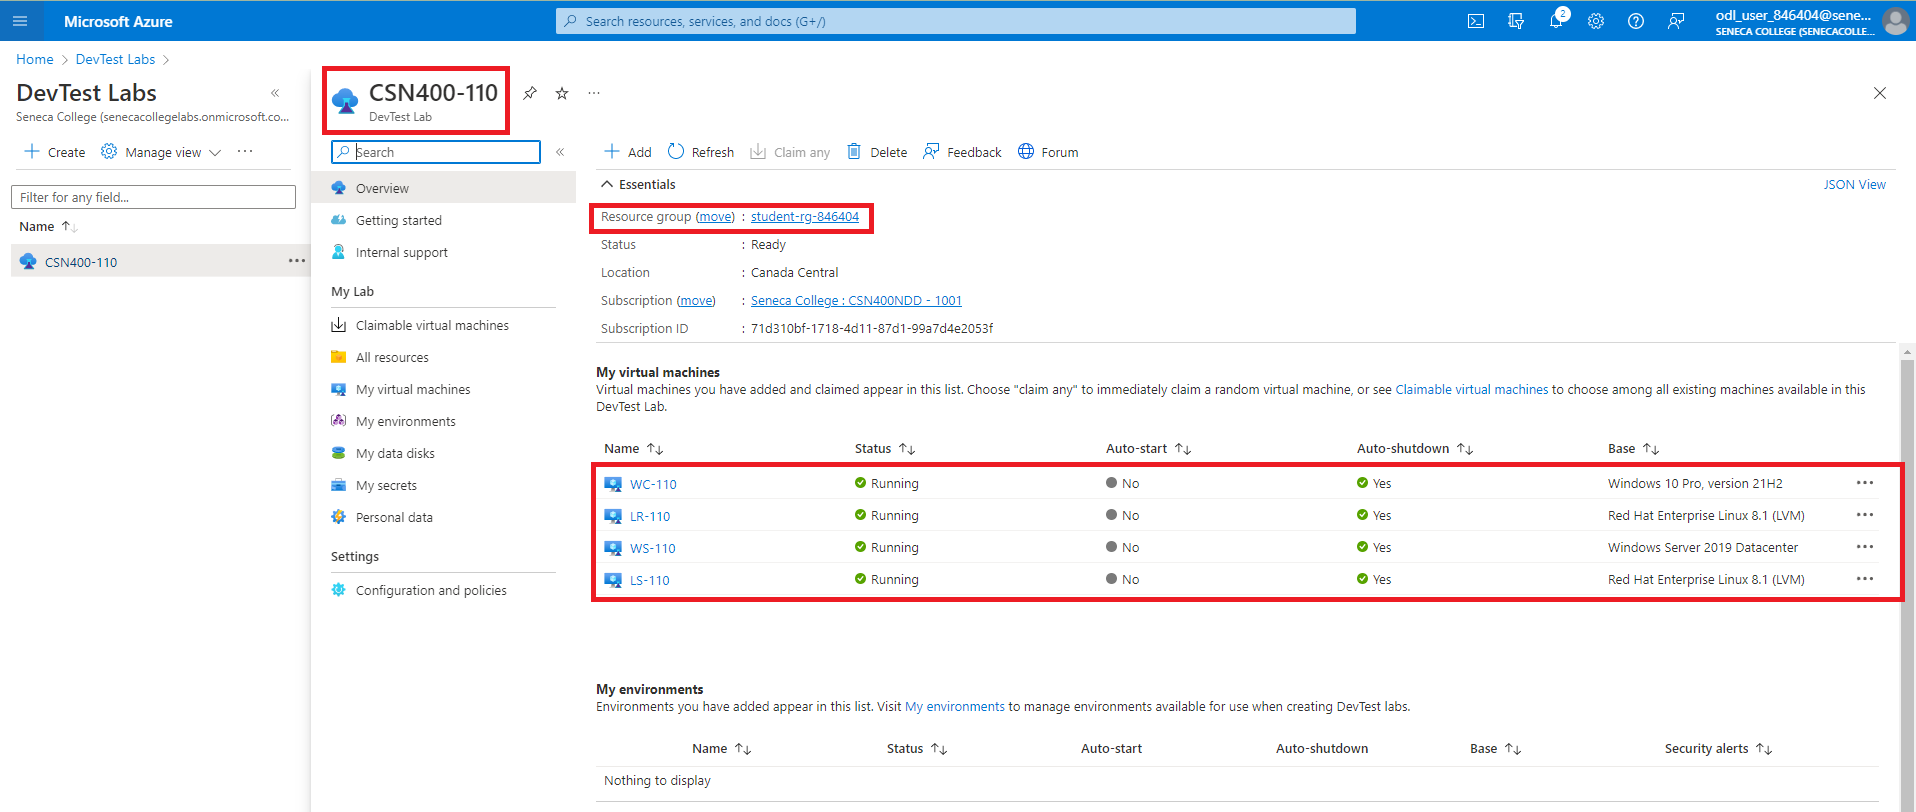 Microsoft Azure
Search resources, services, and docs (G+/)
2
odl_user_846404@sene...
SENECA COLLEGE (SENECACOLLE...
Home > DevTest Labs >
DevTest Labs
Seneca College (senecacollegelabs.onmicrosoft.co...
Create Manage view ...
Filter for any field...
Name
CSN400-110 ...
CSN400-110 ...
DevTest Lab
Search
Overview
Getting started
Internal support
My Lab
Claimable virtual machines
All resources
My virtual machines
My environments
My data disks
My secrets
Personal data
Settings
Configuration and policies
Add Refresh Claim any Delete Feedback Forum
Essentials JSON View
Resource group (move) : student-rg-846404
Status : Ready
Location : Canada Central
Subscription (move) : Seneca College : CSN400NDD - 1001
Subscription ID : 71d310bf-1718-4d11-87d1-99a7d4e2053f
My virtual machines
Virtual machines you have added and claimed appear in this list. Choose "claim any" to immediately claim a random virtual machine, or see Claimable virtual machines to choose among all existing machines available in this
DevTest Lab.
Name Status Auto-start Auto-shutdown Base
WC-110 Running No Yes Windows 10 Pro, version 21H2 ...
LR-110 Running No Yes Red Hat Enterprise Linux 8.1 (LVM) ...
WS-110 Running No Yes Windows Server 2019 Datacenter ...
LS-110 Running No Yes Red Hat Enterprise Linux 8.1 (LVM) ...
My environments
Environments you have added appear in this list. Visit My environments to manage environments available for use when creating DevTest labs.
Name Status Auto-start Auto-shutdown Base Security alerts
Nothing to display